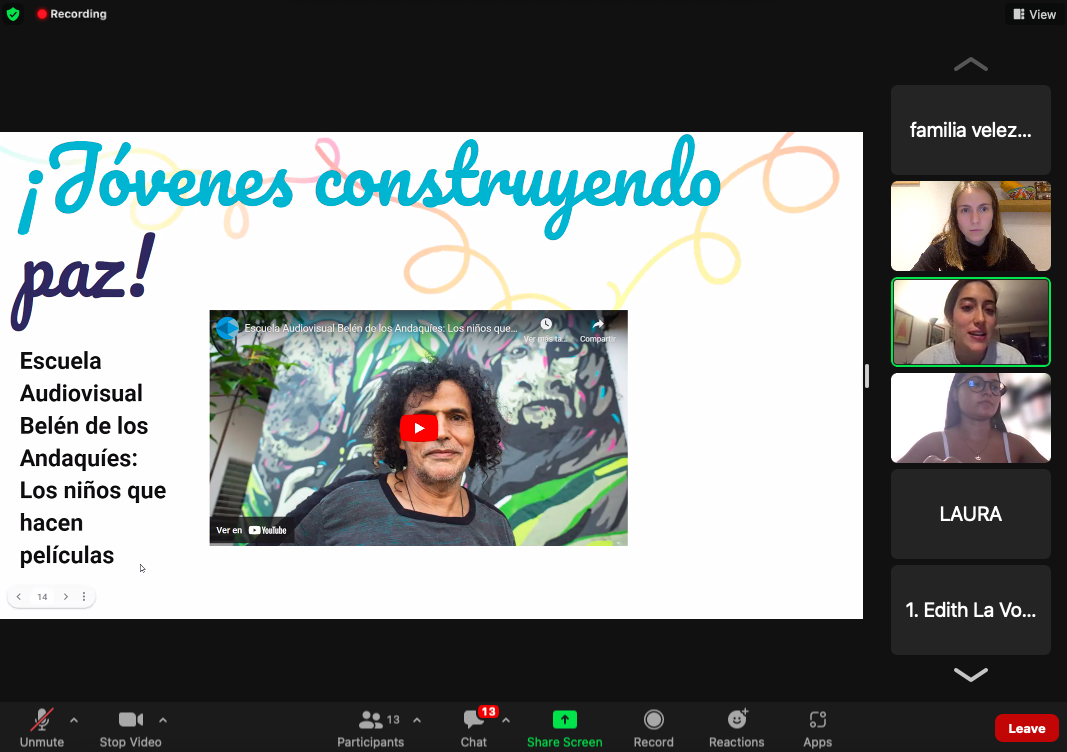 Recording
View
¡Jóvenes construyendo
paz!
Escuela
Audiovisual
Belén de los
Andaquíes:
Los niños que
hacen
películas
Escuela Audiovisual Belén de los Andaquíes: Los niños que...
Ver más ta...
Compartir
Ver en YouTube
14
familia velez...
LAURA
1. Edith La Vo...
Unmute
Stop Video
13
Participants
13
Chat
Share Screen
Record
Reactions
Apps
Leave